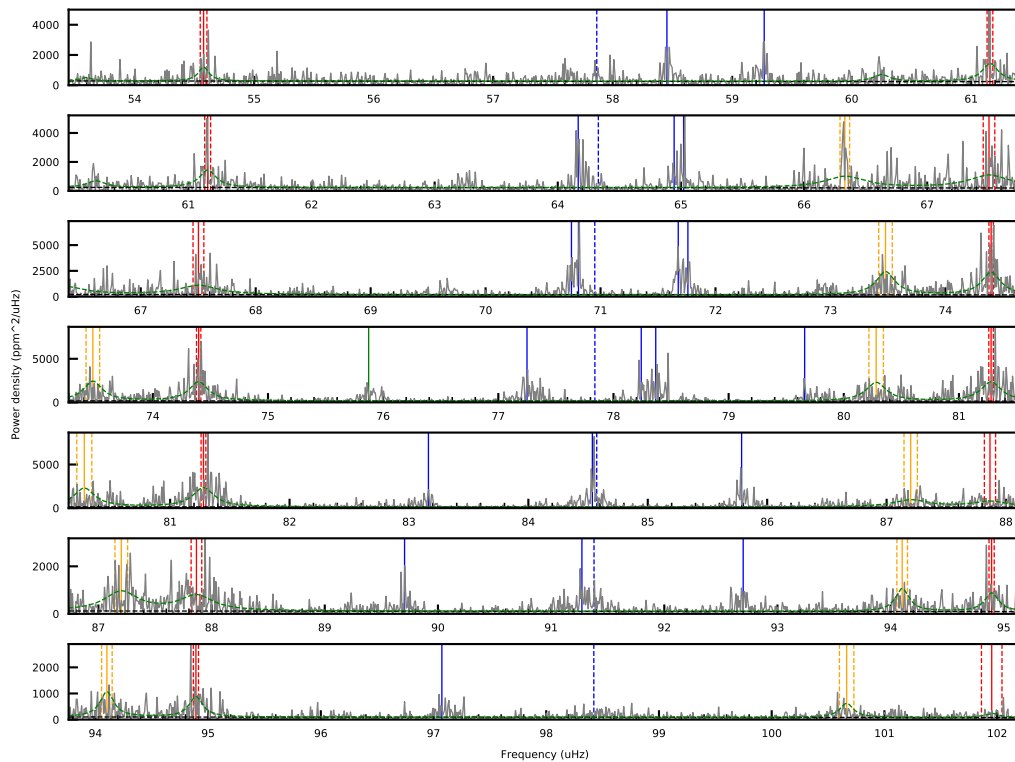 4000
2000
0
54 55 56 57 58 59 60 61
4000
2000
0
61 62 63 64 65 66 67
5000
2500
0
67 68 69 70 71 72 73 74
5000
0
74 75 76 77 78 79 80 81
Power density (ppm^2/uHz)
5000
0
81 82 83 84 85 86 87 88
2000
0
87 88 89 90 91 92 93 94 95
2000
1000
0
94 95 96 97 98 99 100 101 102
Frequency (uHz)